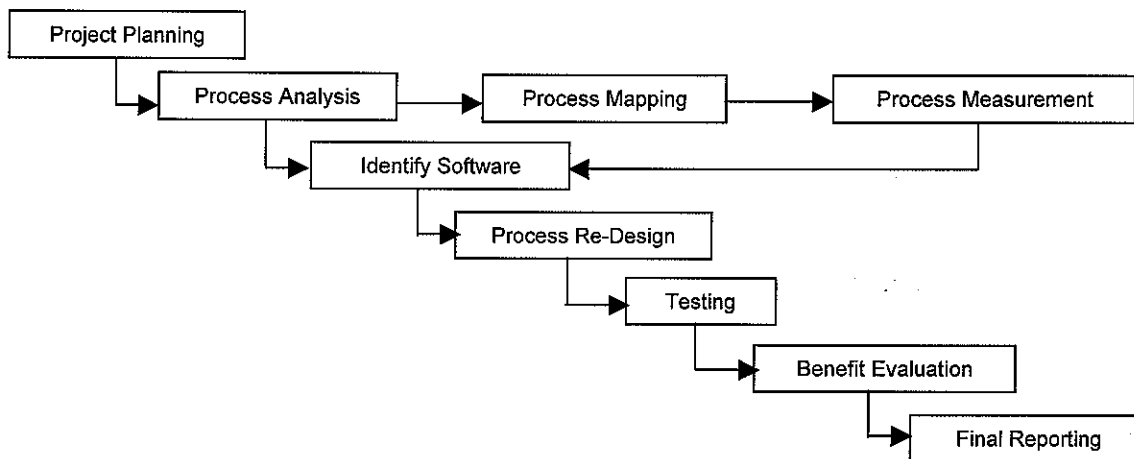 Project Planning
Process Analysis
Process Mapping
Process Measurement
Identify Software
Process Re-Design
Testing
Benefit Evaluation
Final Reporting